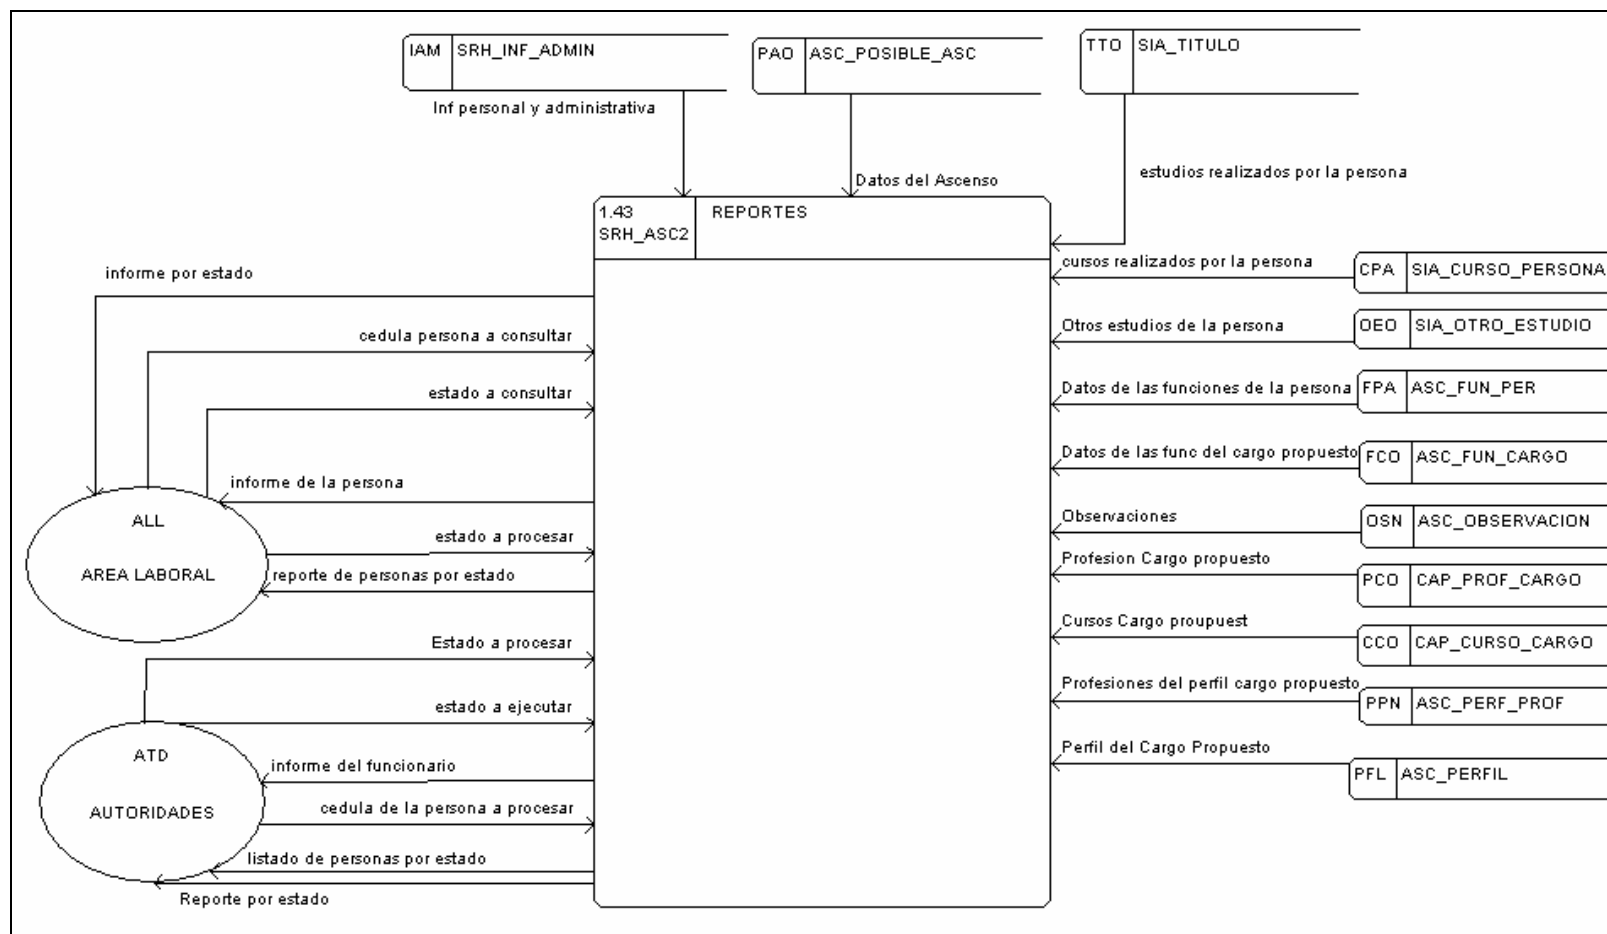 IAM SRH_INF_ADMIN
PAO ASC_POSIBLE_ASC
TTO SIA_TITULO
Inf personal y administrativa
estudios realizados por la persona
Datos del Ascenso
1.43
SRH_ASC2
REPORTES
informe por estado
cedula persona a consultar
estado a consultar
informe de la persona
ALL
AREA LABORAL
estado a procesar
reporte de personas por estado
Estado a procesar
estado a ejecutar
ATD
AUTORIDADES
informe del funcionario
cedula de la persona a procesar
listado de personas por estado
Reporte por estado
cursos realizados por la persona
CPA SIA_CURSO_PERSONA
Otros estudios de la persona
OEO SIA_OTRO_ESTUDIO
Datos de las funciones de la persona
FPA ASC_FUN_PER
Datos de las func del cargo propuesto
FCO ASC_FUN_CARGO
Observaciones
OSN ASC_OBSERVACION
Profesion Cargo propuesto
PCO CAP_PROF_CARGO
Cursos Cargo proupuest
CCO CAP_CURSO_CARGO
Profesiones del perfil cargo propuesto
PPN ASC_PERF_PROF
Perfil del Cargo Propuesto
PFL ASC_PERFIL